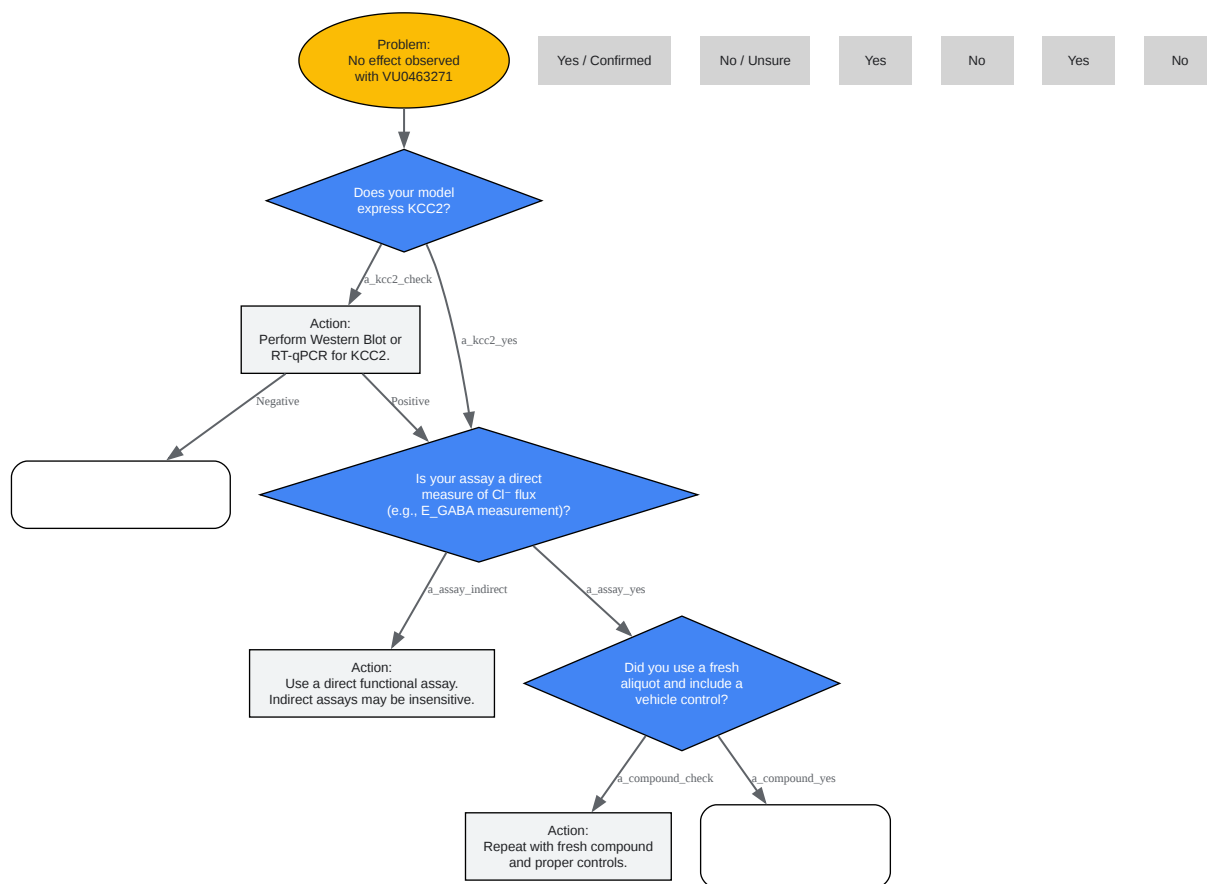 Problem:
No effect observed
with VU0463271
Yes / Confirmed
No / Unsure
Yes
No
Yes
No
Does your model
express KCC2?
a_kcc2_check
Action:
Perform Western Blot or
RT-qPCR for KCC2.
a_kcc2_yes
Negative
Positive
Is your assay a direct
measure of Cl⁻ flux
(e.g., E_GABA measurement)?
a_assay_indirect
a_assay_yes
Action:
Use a direct functional assay.
Indirect assays may be insensitive.
Did you use a fresh
aliquot and include a
vehicle control?
a_compound_check
a_compound_yes
Action:
Repeat with fresh compound
and proper controls.